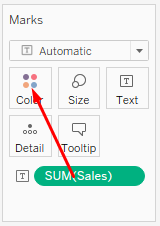 Marks
Automatic
Color Size Text
Detail Tooltip
SUM(Sales)